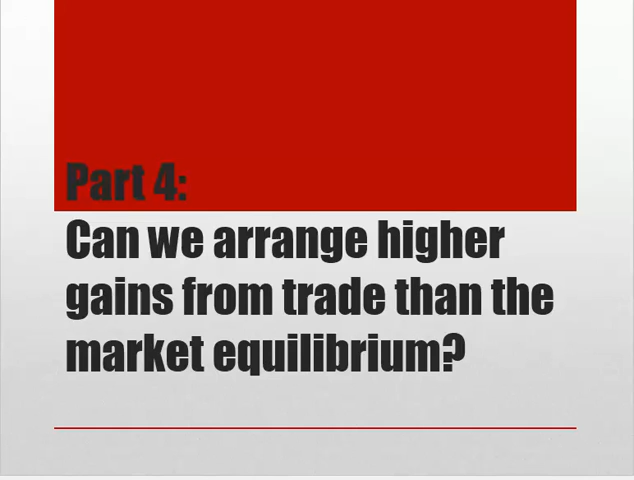 Part 4:
Can we arrange higher
gains from trade than the
market equilibrium?